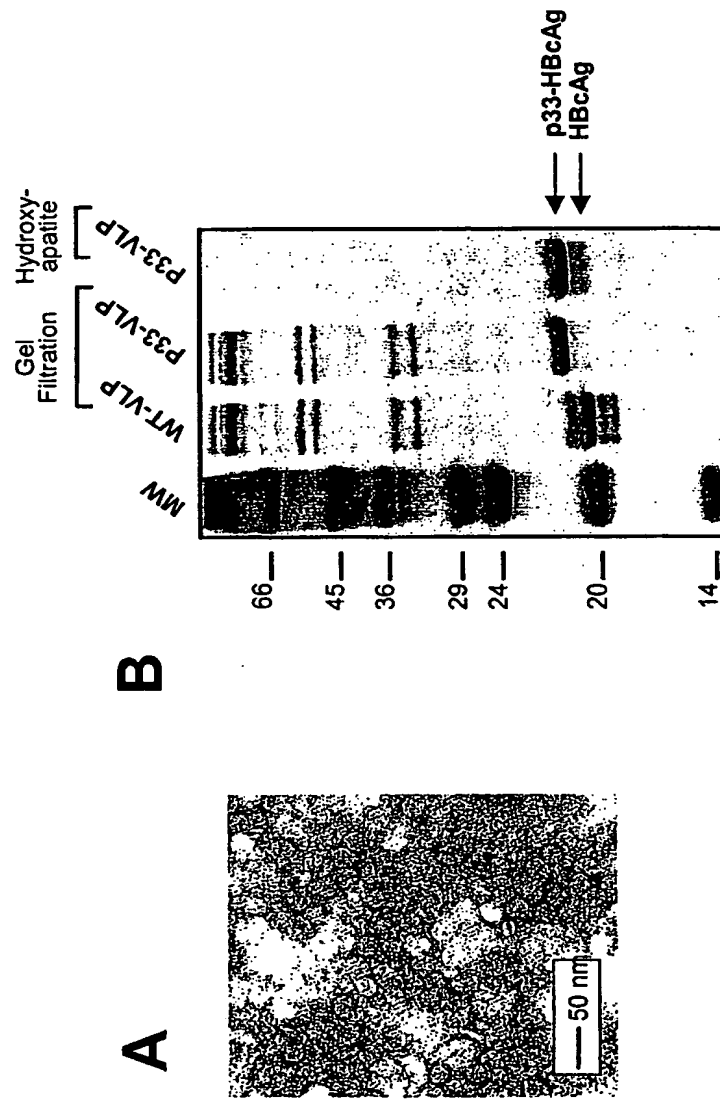 A
50 nm
B
Gel
Filtration
Hydroxy-
apatite
MW
WT-VLP
P33-VLP
P33-VLP
66
45
36
29
24
20
14
p33-HBcAg
HBcAg